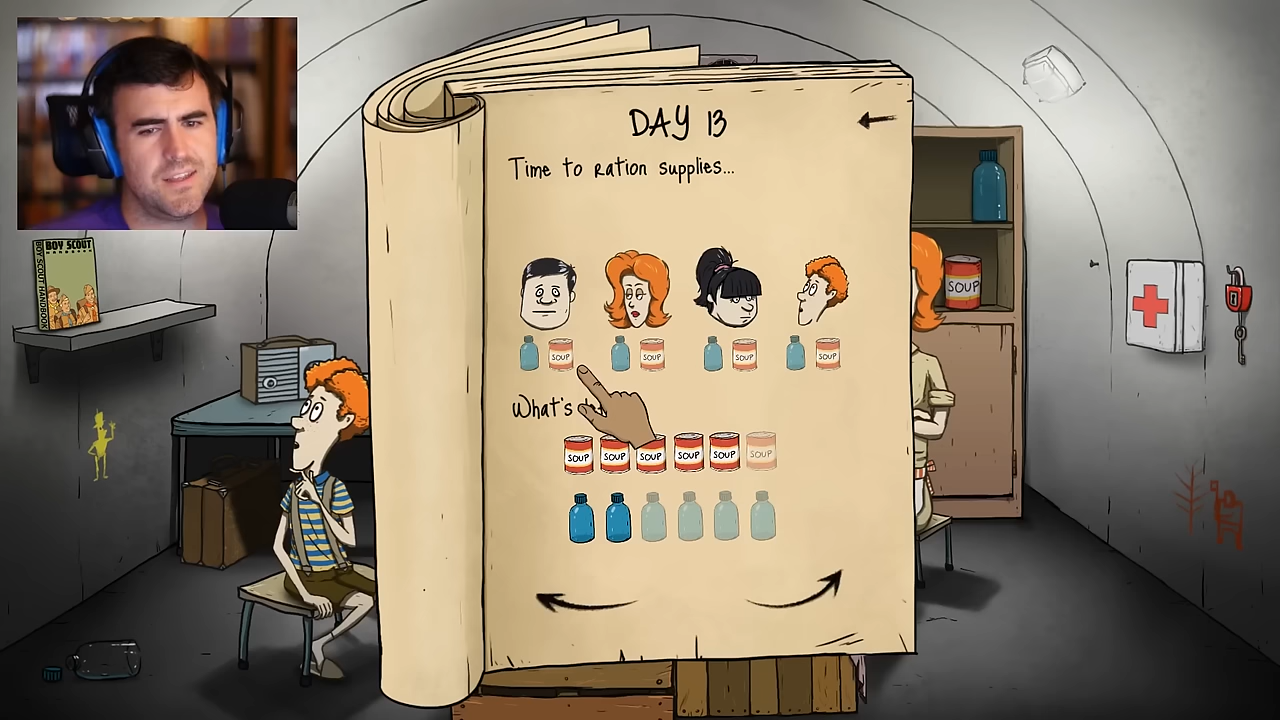 DAY 13
Time to ration supplies...
SOUP SOUP SOUP SOUP
What's
SOUP SOUP SOUP SOUP SOUP SOUP
BOY SCOUT
BOY SCOUT HANDBOOK
SOUP